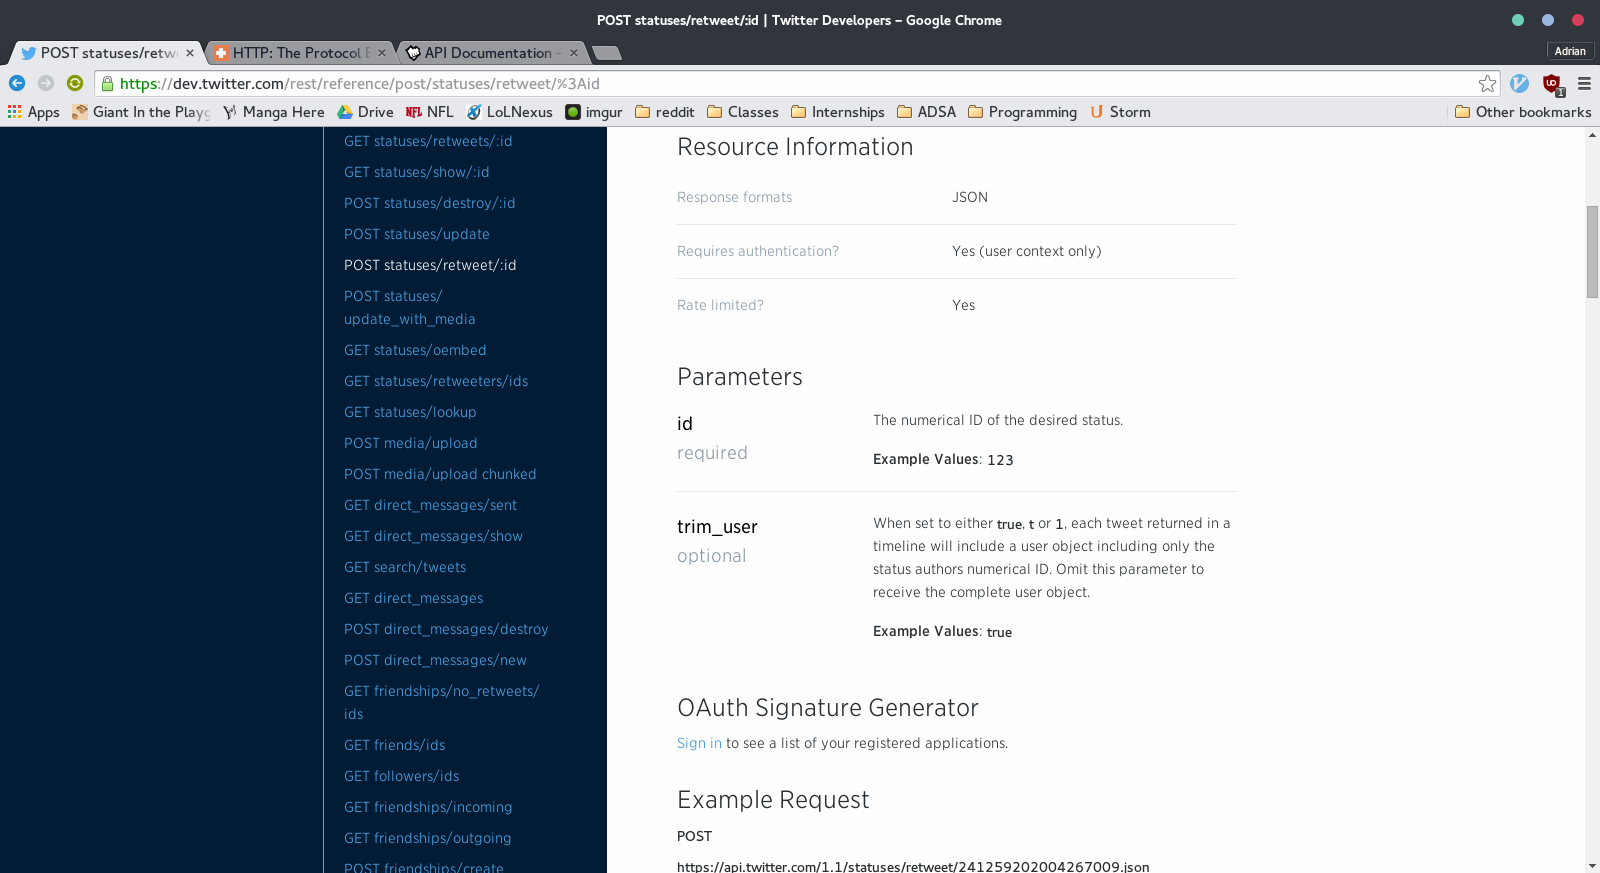 POST statuses/retweet/:id | Twitter Developers – Google Chrome
POST statuses/retw
HTTP: The Protocol E
API Documentation -
Adrian
https://dev.twitter.com/rest/reference/post/statuses/retweet/%3Aid
1
Apps
Giant In the Playg
Manga Here
Drive
NFL NFL
LoLNexus
imgur
reddit
Classes
Internships
ADSA
Programming
Storm
Other bookmarks
GET statuses/retweets/:id
GET statuses/show/:id
POST statuses/destroy/:id
POST statuses/update
POST statuses/retweet/:id
POST statuses/
update_with_media
GET statuses/oembed
GET statuses/retweeters/ids
GET statuses/lookup
POST media/upload
POST media/upload chunked
GET direct_messages/sent
GET direct_messages/show
GET search/tweets
GET direct_messages
POST direct_messages/destroy
POST direct_messages/new
GET friendships/no_retweets/
ids
GET friends/ids
GET followers/ids
GET friendships/incoming
GET friendships/outgoing
POST friendships/create
Resource Information
Response formats JSON
Requires authentication? Yes (user context only)
Rate limited? Yes
Parameters
id
required
The numerical ID of the desired status.
Example Values: 123
trim_user
optional
When set to either true, t or 1, each tweet returned in a
timeline will include a user object including only the
status authors numerical ID. Omit this parameter to
receive the complete user object.
Example Values: true
OAuth Signature Generator
Sign in to see a list of your registered applications.
Example Request
POST
https://api.twitter.com/1.1/statuses/retweet/241259202004267009.json